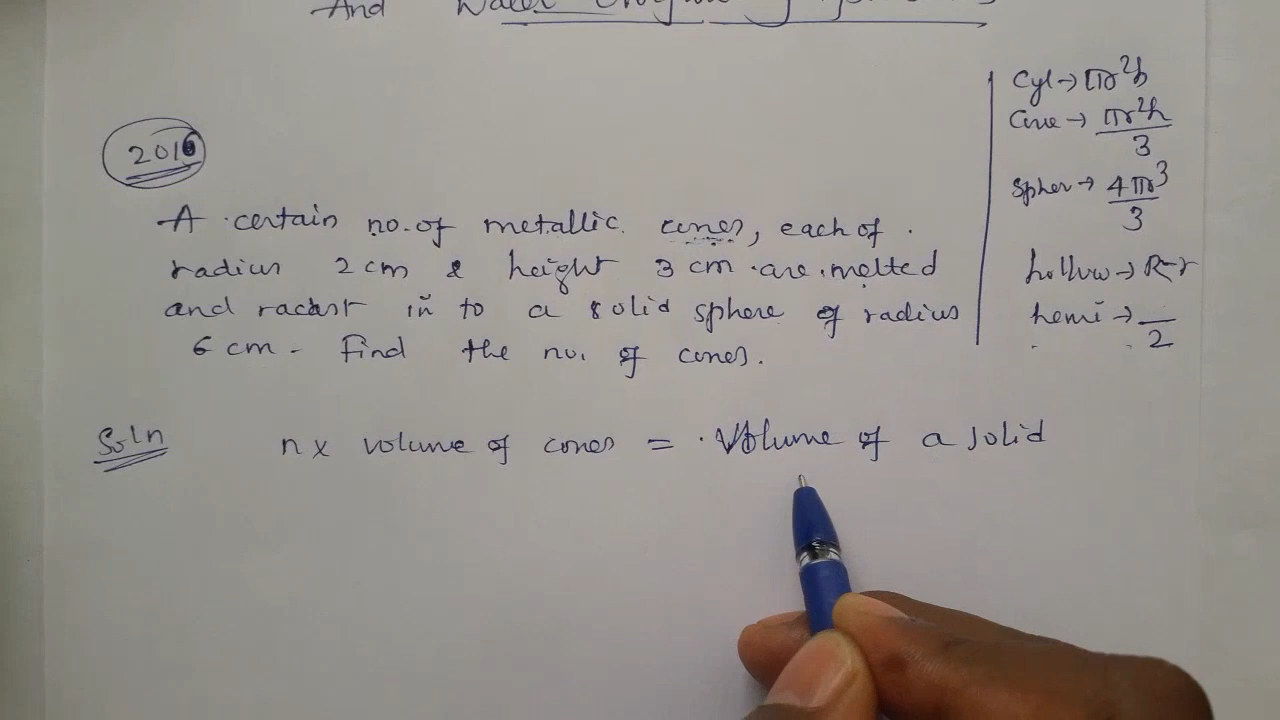 And Water
2016
A certain no. of metallic cones, each of
radius 2 cm & height 3 cm are melted
and racast in to a solid sphere of radius
6 cm. Find the no. of cones.
Soln n x volume of cones = Volume of a solid
Cyl → πr²h
Cone → πr²h/3
Spher → 4πr³/3
hollow → R-r
hemi → —/2